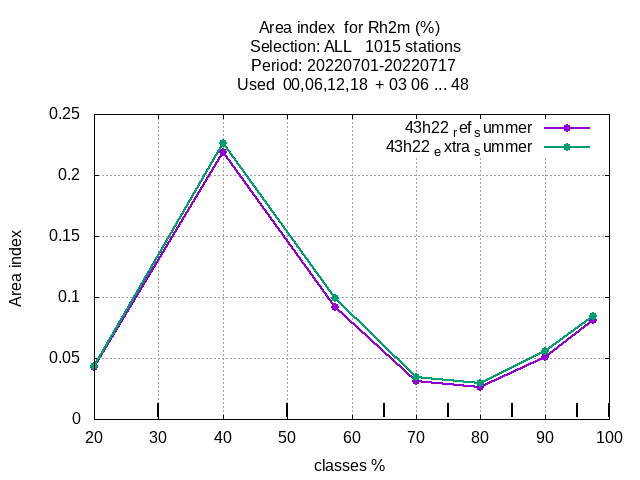 Area index for Rh2m (%)
Selection: ALL 1015 stations
Period: 20220701-20220717
Used 00,06,12,18 + 03 06 ... 48
43h22 ref summer
43h22 extra summer
0.25
0.2
0.15
0.1
0.05
0
Area index
20 30 40 50 60 70 80 90 100
classes %